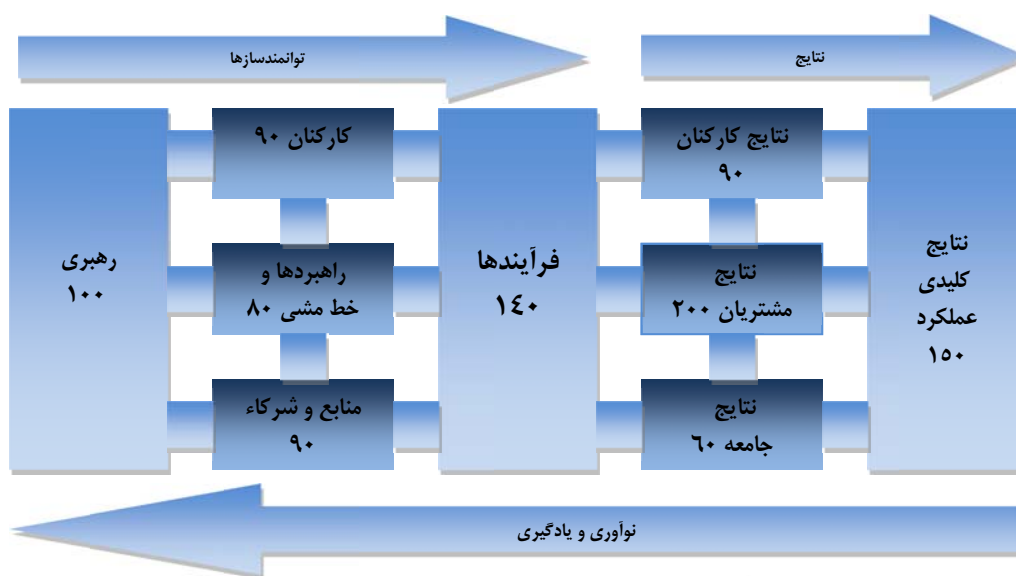 توانمندسازها
نتایج
رهبری
۱۰۰
کارکنان ۹۰
راهبردها و
خط مشی ۸۰
منابع و شرکاء
۹۰
فرآیندها
۱٤۰
نتایج کارکنان
۹۰
نتایج
مشتریان ۲۰۰
نتایج
جامعه ٦۰
نتایج
کلیدی
عملکرد
۱٥۰
نوآوری و یادگیری